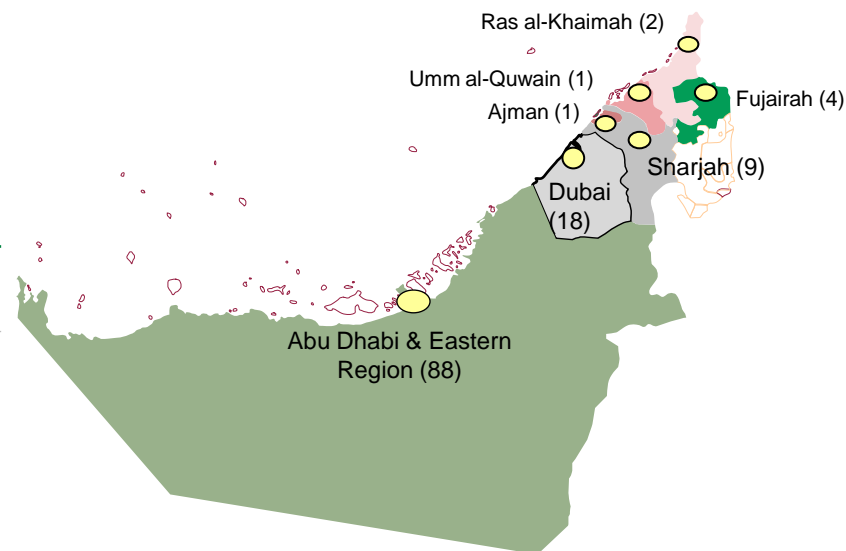 Ras al-Khaimah (2)
Umm al-Quwain (1)
Fujairah (4)
Ajman (1)
Sharjah (9)
Dubai
(18)
Abu Dhabi & Eastern
Region (88)